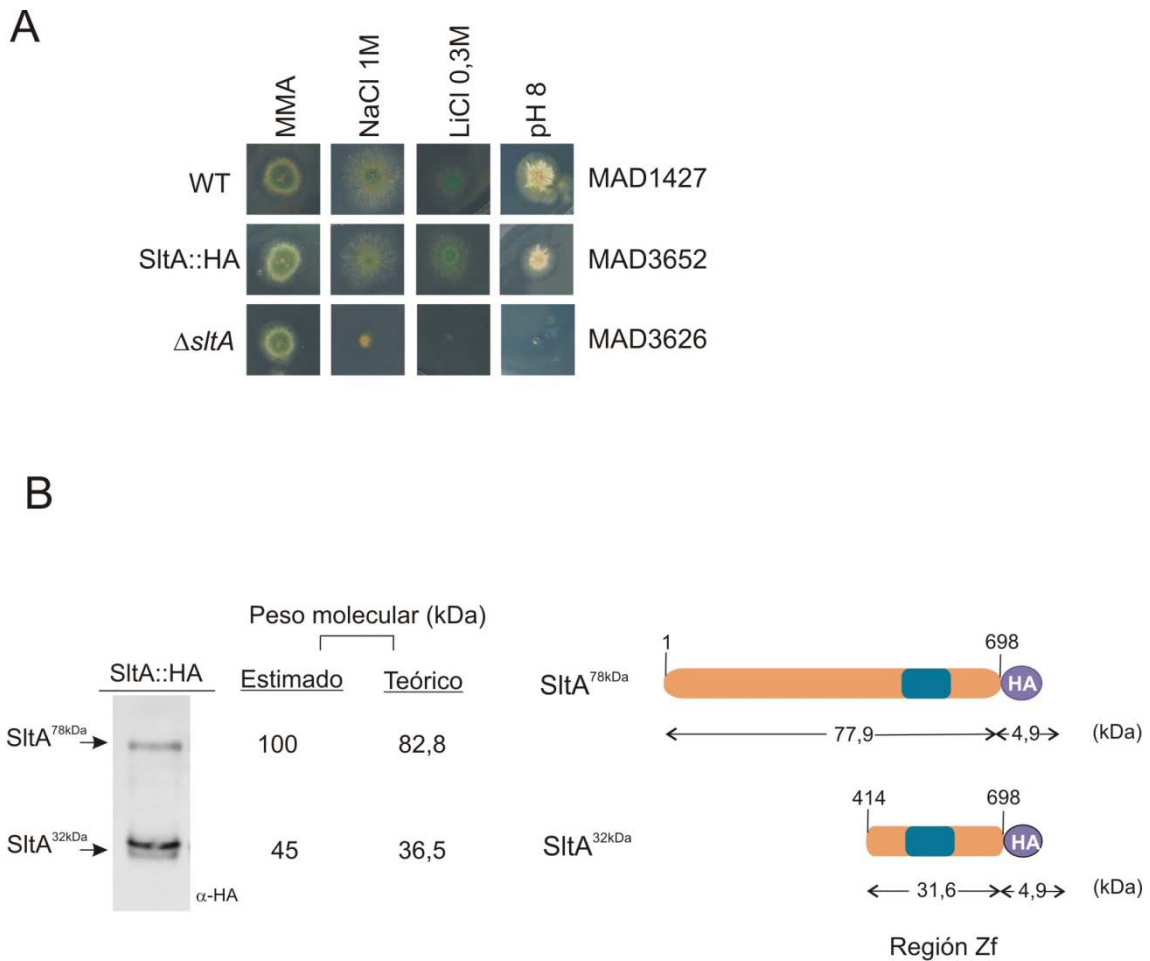 A
MMA
NaCl 1M
LiCl 0,3M
pH 8
WT
MAD1427
SltA::HA
MAD3652
ΔsltA
MAD3626
B
Peso molecular (kDa)
SltA::HA
Estimado
Teórico
SltA78kDa
100
82,8
SltA32kDa
45
36,5
α-HA
1
698
SltA78kDa
HA
77,9
4,9
(kDa)
414
698
SltA32kDa
HA
31,6
4,9
(kDa)
Región Zf